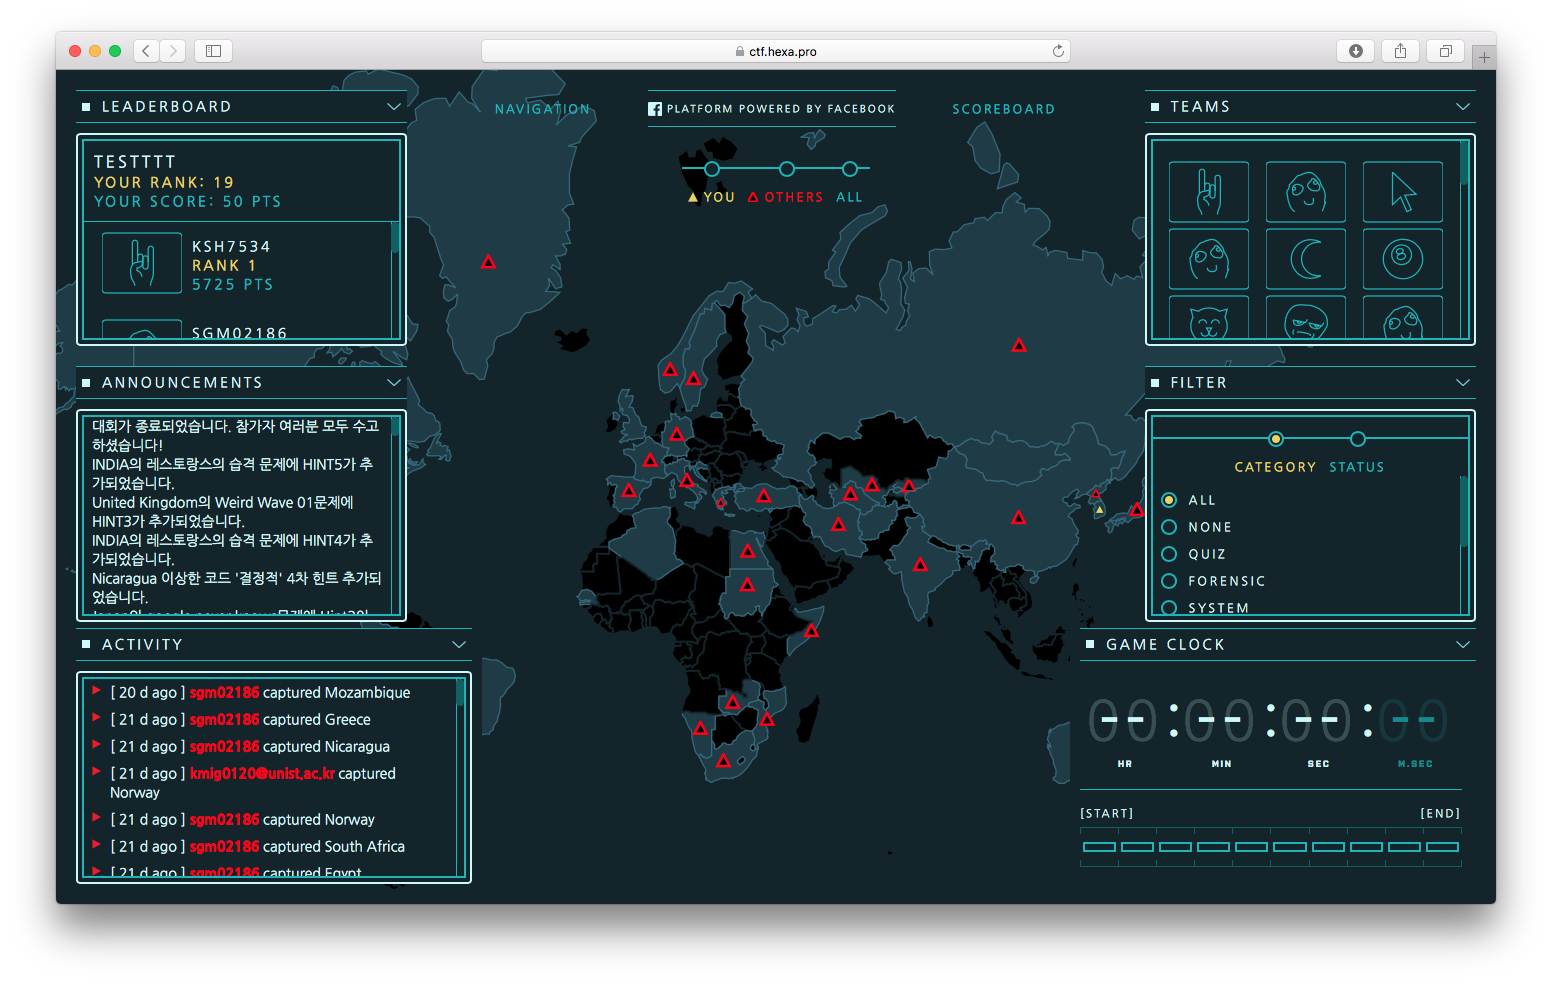 ctf.hexa.pro
LEADERBOARD
TESTTTT
YOUR RANK: 19
YOUR SCORE: 50 PTS
KSH7534
RANK 1
5725 PTS
SGM02186
ANNOUNCEMENTS
대회가 종료되었습니다. 참가자 여러분 모두 수고
하셨습니다!
INDIA의 레스토랑스의 습격 문제에 HINT5가 추
가되었습니다.
United Kingdom의 Weird Wave 01문제에
HINT3가 추가되었습니다.
INDIA의 레스토랑스의 습격 문제에 HINT4가 추
가되었습니다.
Nicaragua 이상한 코드 '결정적' 4차 힌트 추가되
었습니다.
ACTIVITY
[ 20 d ago ] sgm02186 captured Mozambique
[ 21 d ago ] sgm02186 captured Greece
[ 21 d ago ] sgm02186 captured Nicaragua
[ 21 d ago ] kmig0120@unist.ac.kr captured
Norway
[ 21 d ago ] sgm02186 captured Norway
[ 21 d ago ] sgm02186 captured South Africa
[ 21 d ago ] sgm02186 captured Egypt
NAVIGATION
PLATFORM POWERED BY FACEBOOK
SCOREBOARD
YOU OTHERS ALL
TEAMS
FILTER
CATEGORY STATUS
ALL
NONE
QUIZ
FORENSIC
SYSTEM
GAME CLOCK
-- : -- : -- : --
HR MIN SEC M.SEC
[START] [END]